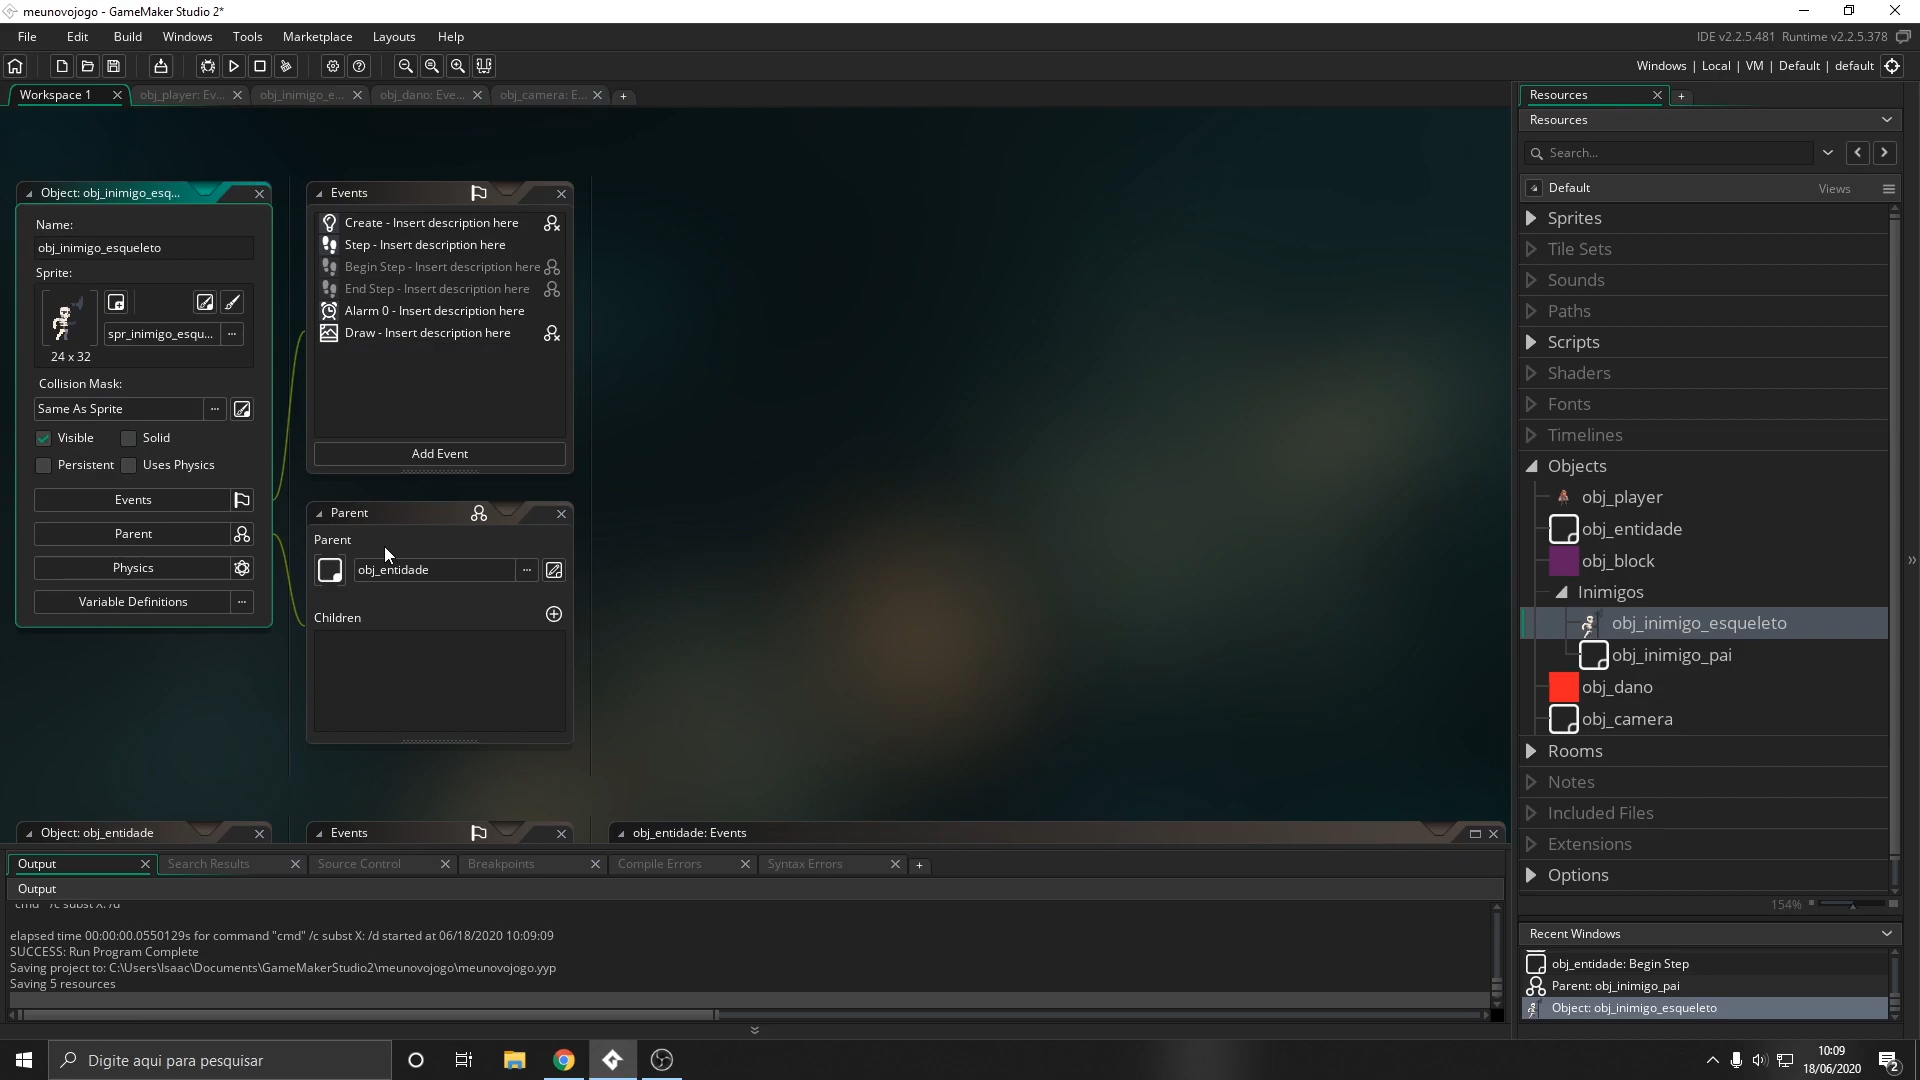 meunovojogo - GameMaker Studio 2*
File Edit Build Windows Tools Marketplace Layouts Help
IDE v2.2.5.481 Runtime v2.2.5.378
Windows | Local | VM | Default | default
Workspace 1
obj_player: Ev...
obj_inimigo_e...
obj_dano: Eve...
obj_camera: E...
Object: obj_inimigo_esq...
Name:
obj_inimigo_esqueleto
Sprite:
spr_inimigo_esqu...
24 x 32
Collision Mask:
Same As Sprite
Visible
Solid
Persistent
Uses Physics
Events
Parent
Physics
Variable Definitions
Events
Create - Insert description here
Step - Insert description here
Begin Step - Insert description here
End Step - Insert description here
Alarm 0 - Insert description here
Draw - Insert description here
Add Event
Parent
Parent
obj_entidade
Children
Object: obj_entidade
Events
obj_entidade: Events
Output
Search Results
Source Control
Breakpoints
Compile Errors
Syntax Errors
Output
elapsed time 00:00:00.0550129s for command "cmd" /c subst X: /d started at 06/18/2020 10:09:09
SUCCESS: Run Program Complete
Saving project to: C:\Users\Isaac\Documents\GameMakerStudio2\meunovojogo\meunovojogo.yyp
Saving 5 resources
Resources
Resources
Search...
Default
Views
Sprites
Tile Sets
Sounds
Paths
Scripts
Shaders
Fonts
Timelines
Objects
obj_player
obj_entidade
obj_block
Inimigos
obj_inimigo_esqueleto
obj_inimigo_pai
obj_dano
obj_camera
Rooms
Notes
Included Files
Extensions
Options
154%
Recent Windows
obj_entidade: Begin Step
Parent: obj_inimigo_pai
Object: obj_inimigo_esqueleto
Digite aqui para pesquisar
10:09
18/06/2020
2